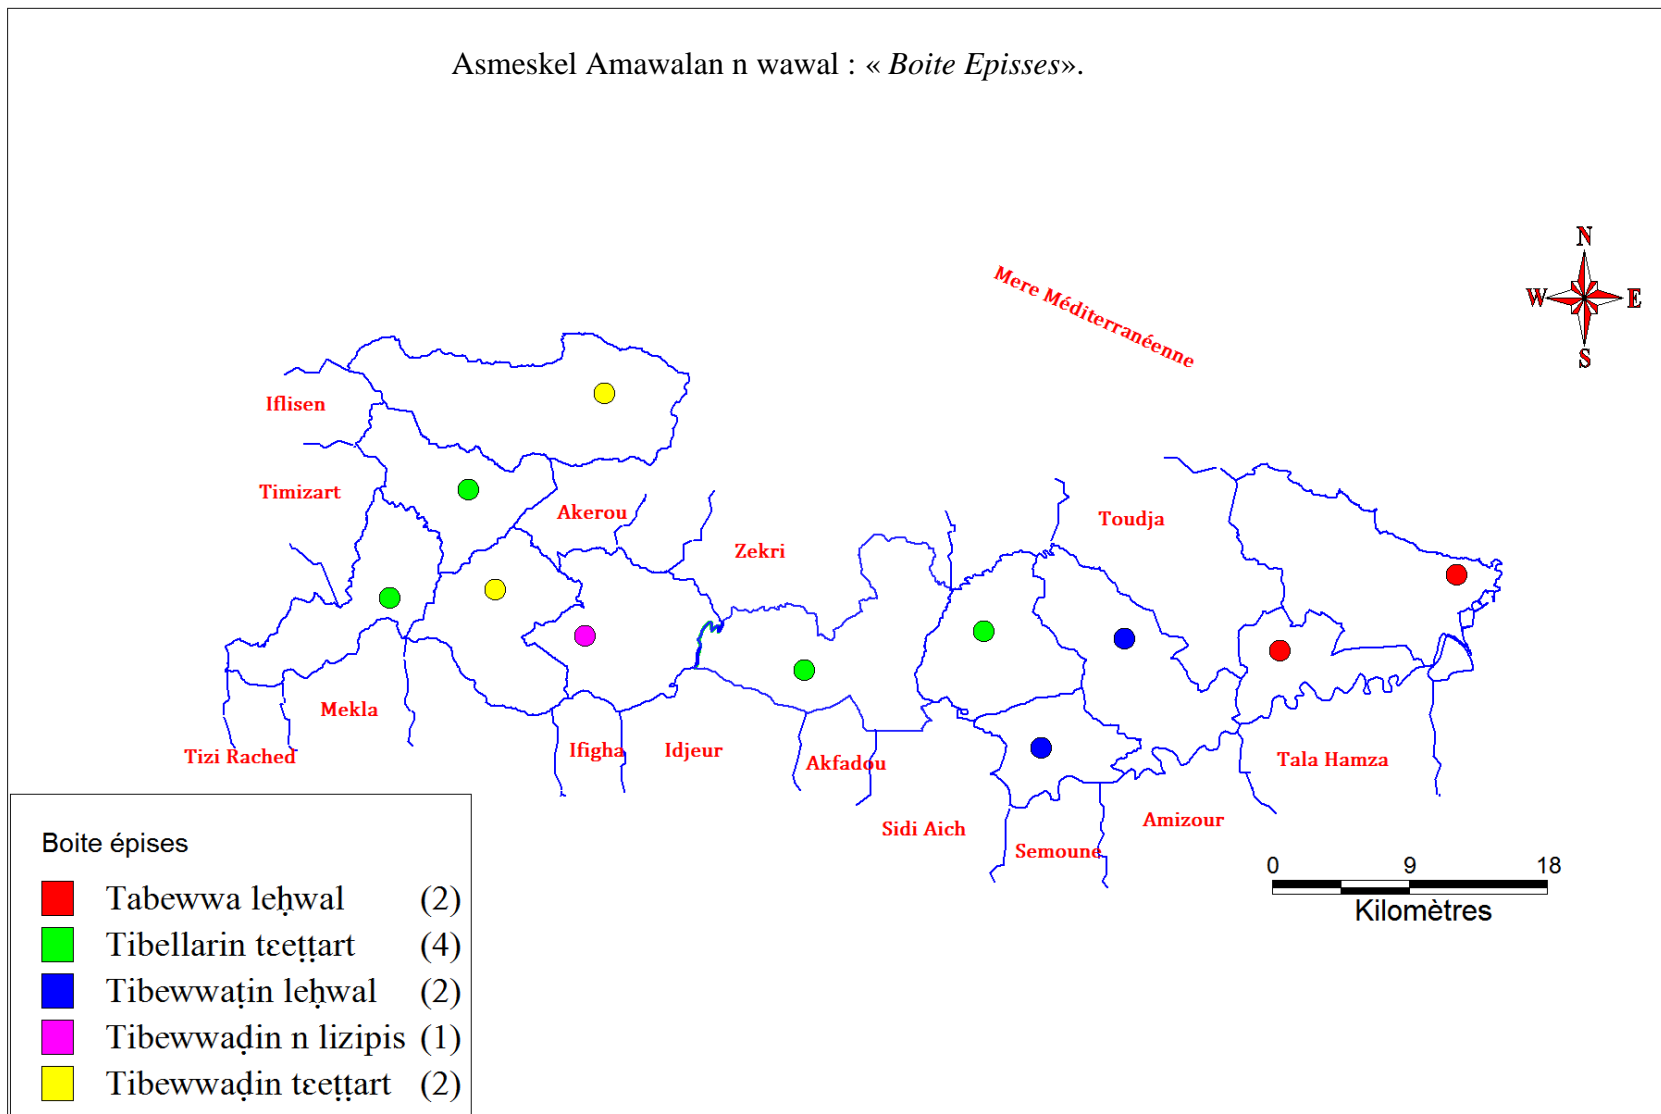 Asmeskel Amawalan n wawal : « Boite Episses».
N
W E
S
Mere Méditerranéenne
Iflisen
Timizart
Akerou
Toudja
Zekri
Mekla
Tizi Rached
Ifigha
Idjeur
Akfadou
Tala Hamza
Sidi Aich
Amizour
Semoune
0 9 18
Kilomètres
Boite épises
Tabewwa leḥwal (2)
Tibellarin tɛeṭṭart (4)
Tibewwaṭin leḥwal (2)
Tibewwaḍin n lizipis (1)
Tibewwaḍin tɛeṭṭart (2)